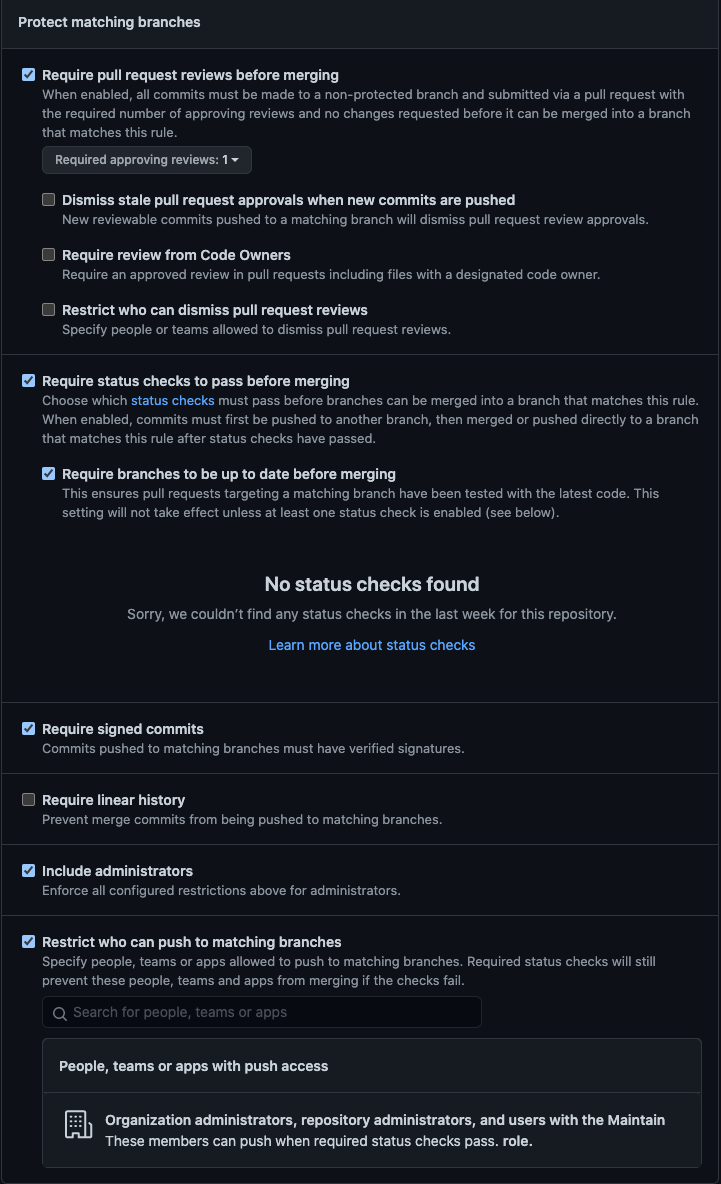 Protect matching branches
Require pull request reviews before merging
When enabled, all commits must be made to a non-protected branch and submitted via a pull request with
the required number of approving reviews and no changes requested before it can be merged into a branch
that matches this rule.
Required approving reviews: 1
Dismiss stale pull request approvals when new commits are pushed
New reviewable commits pushed to a matching branch will dismiss pull request review approvals.
Require review from Code Owners
Require an approved review in pull requests including files with a designated code owner.
Restrict who can dismiss pull request reviews
Specify people or teams allowed to dismiss pull request reviews.
Require status checks to pass before merging
Choose which status checks must pass before branches can be merged into a branch that matches this rule.
When enabled, commits must first be pushed to another branch, then merged or pushed directly to a branch
that matches this rule after status checks have passed.
Require branches to be up to date before merging
This ensures pull requests targeting a matching branch have been tested with the latest code. This
setting will not take effect unless at least one status check is enabled (see below).
No status checks found
Sorry, we couldn't find any status checks in the last week for this repository.
Learn more about status checks
Require signed commits
Commits pushed to matching branches must have verified signatures.
Require linear history
Prevent merge commits from being pushed to matching branches.
Include administrators
Enforce all configured restrictions above for administrators.
Restrict who can push to matching branches
Specify people, teams or apps allowed to push to matching branches. Required status checks will still
prevent these people, teams and apps from merging if the checks fail.
Search for people, teams or apps
People, teams or apps with push access
Organization administrators, repository administrators, and users with the Maintain
These members can push when required status checks pass. role.